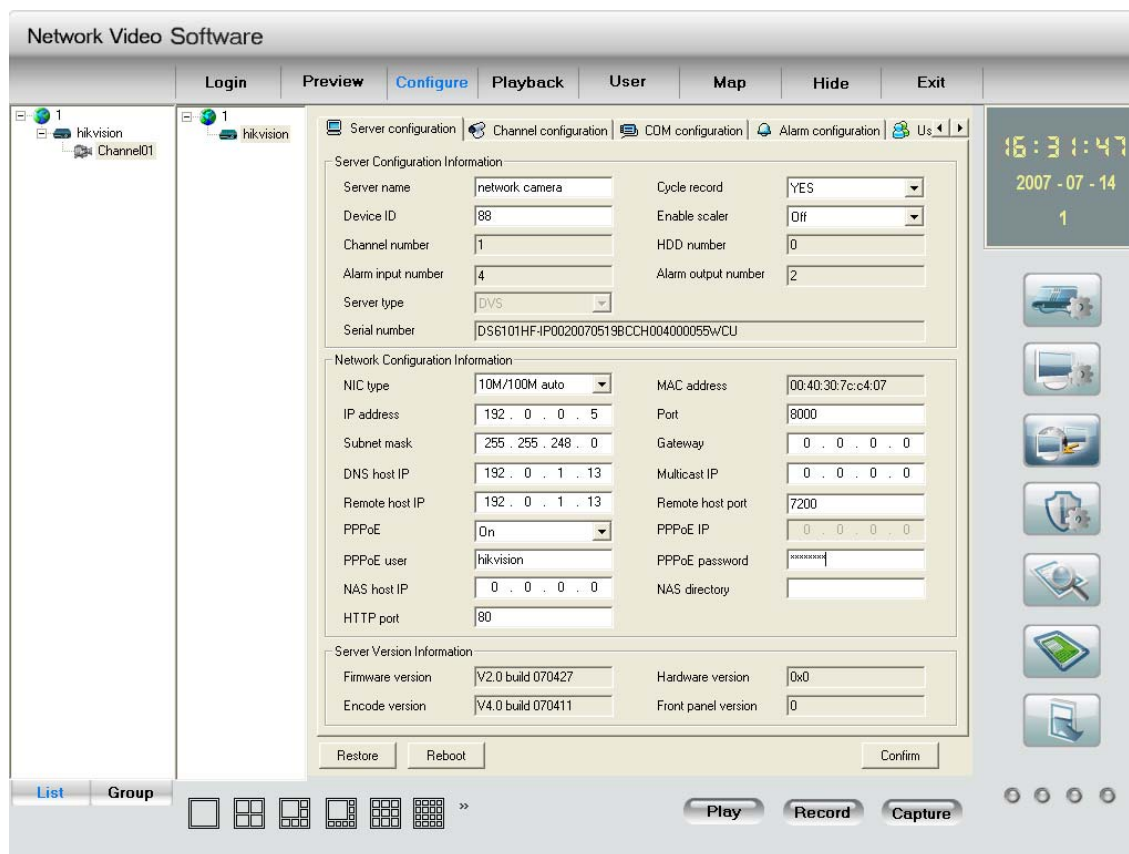 Network Video Software
Login Preview Configure Playback User Map Hide Exit
1
hikvision
Channel01
1
hikvision
Server configuration Channel configuration COM configuration Alarm configuration Us
16:31:47
2007 - 07 - 14
1
Server Configuration Information
Server name network camera Cycle record YES
Device ID 88 Enable scaler Off
Channel number 1 HDD number 0
Alarm input number 4 Alarm output number 2
Server type DVS
Serial number DS6101HF-IP0020070519BCCH004000055WCU
Network Configuration Information
NIC type 10M/100M auto MAC address 00:40:30:7c:c4:07
IP address 192 . 0 . 0 . 5 Port 8000
Subnet mask 255 . 255 . 248 . 0 Gateway 0 . 0 . 0 . 0
DNS host IP 192 . 0 . 1 . 13 Multicast IP 0 . 0 . 0 . 0
Remote host IP 192 . 0 . 1 . 13 Remote host port 7200
PPPoE On PPPoE IP 0 . 0 . 0 . 0
PPPoE user hikvision PPPoE password ********
NAS host IP 0 . 0 . 0 . 0 NAS directory
HTTP port 80
Server Version Information
Firmware version V2.0 build 070427 Hardware version 0x0
Encode version V4.0 build 070411 Front panel version 0
Restore Reboot Confirm
List Group » Play Record Capture